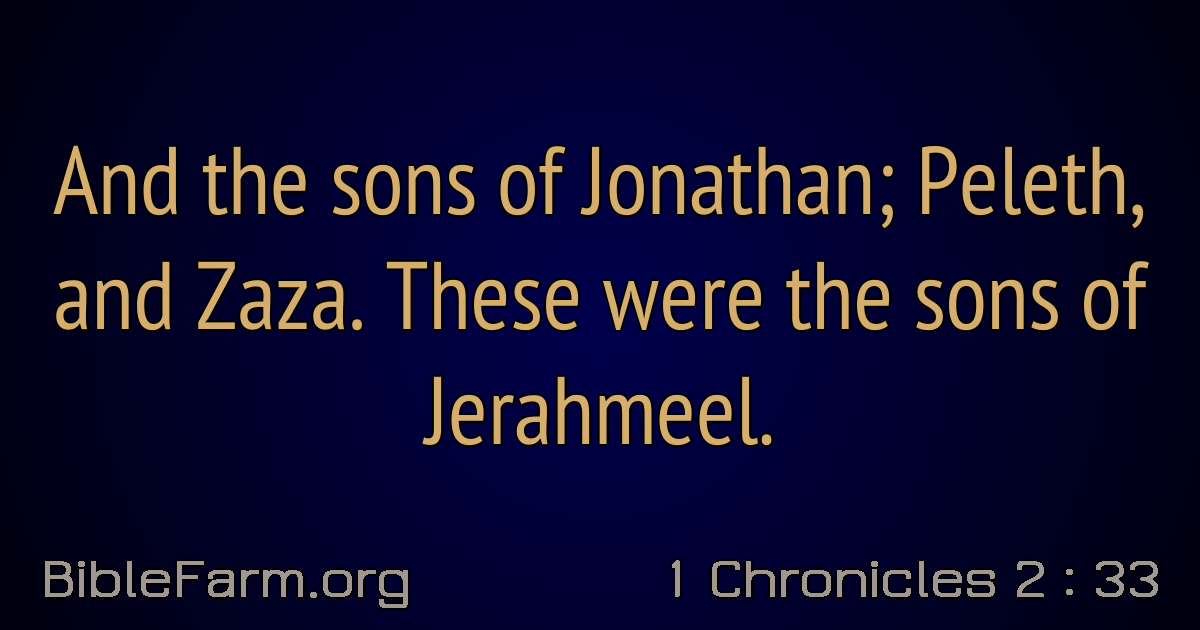 And the sons of Jonathan; Peleth,
and Zaza. These were the sons of
Jerahmeel.
BibleFarm.org
1 Chronicles 2 : 33